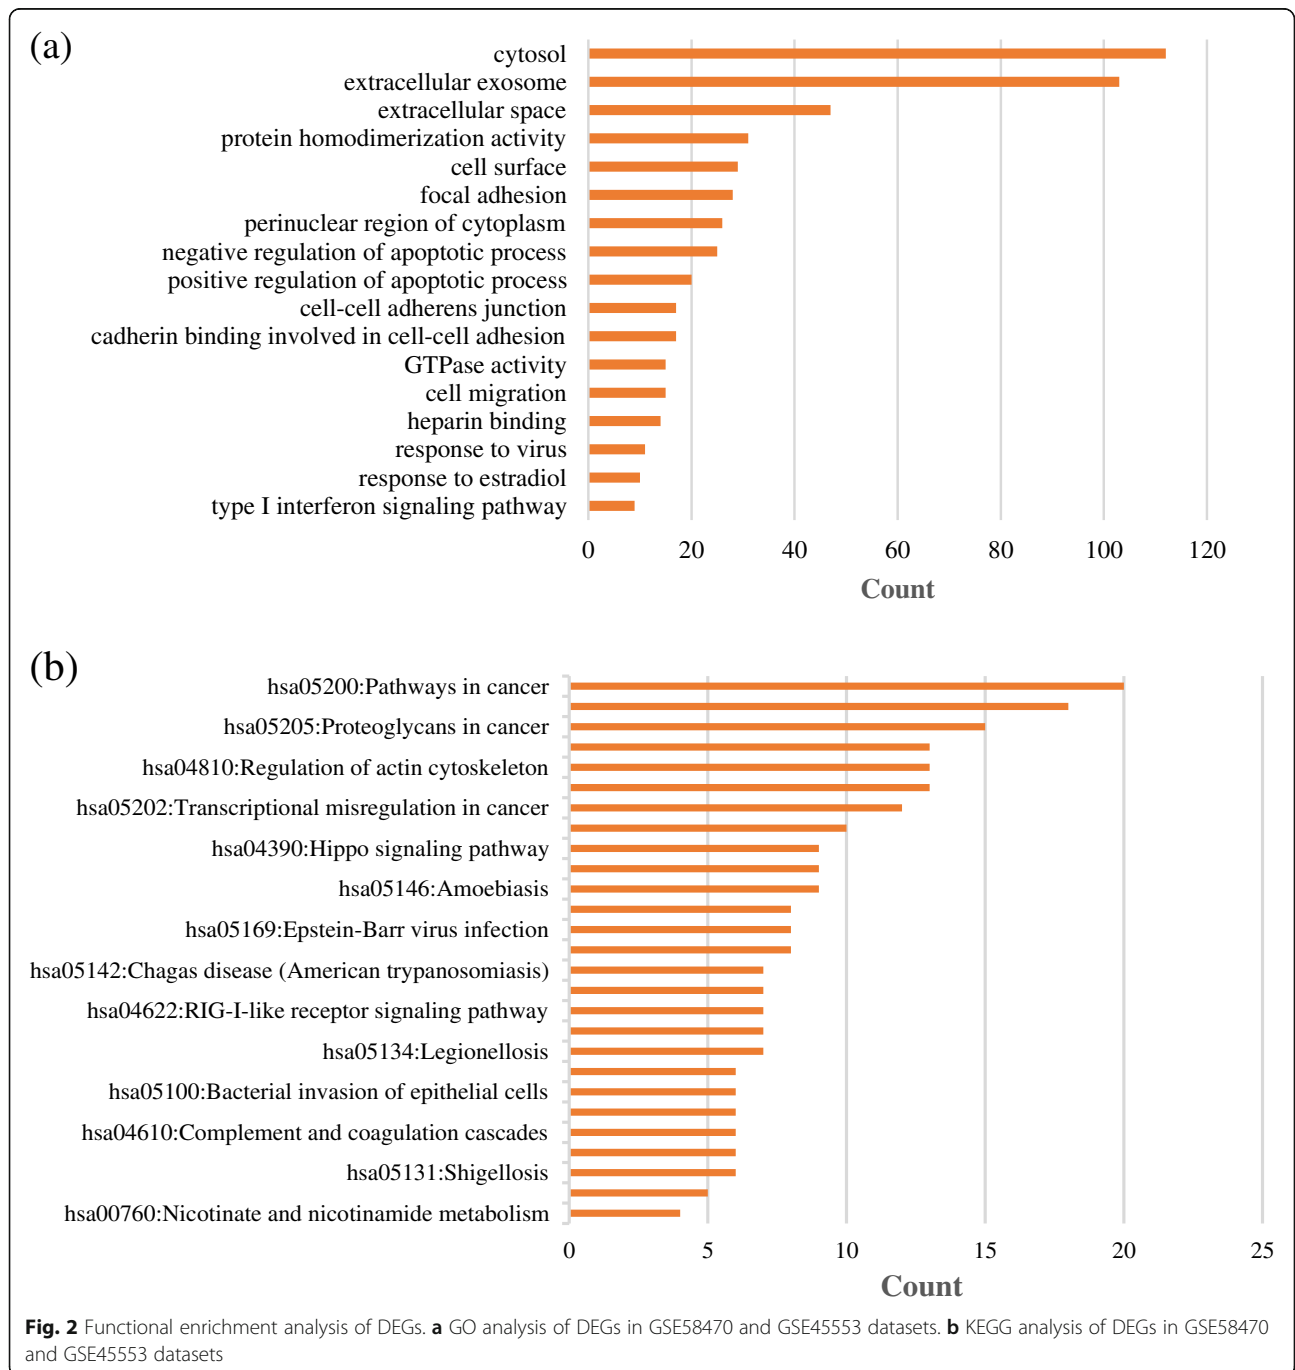 (a)
cytosol
extracellular exosome
extracellular space
protein homodimerization activity
cell surface
focal adhesion
perinuclear region of cytoplasm
negative regulation of apoptotic process
positive regulation of apoptotic process
cell-cell adherens junction
cadherin binding involved in cell-cell adhesion
GTPase activity
cell migration
heparin binding
response to virus
response to estradiol
type I interferon signaling pathway
0 20 40 60 80 100 120
Count
(b)
hsa05200:Pathways in cancer
hsa05205:Proteoglycans in cancer
hsa04810:Regulation of actin cytoskeleton
hsa05202:Transcriptional misregulation in cancer
hsa04390:Hippo signaling pathway
hsa05146:Amoebiasis
hsa05169:Epstein-Barr virus infection
hsa05142:Chagas disease (American trypanosomiasis)
hsa04622:RIG-I-like receptor signaling pathway
hsa05134:Legionellosis
hsa05100:Bacterial invasion of epithelial cells
hsa04610:Complement and coagulation cascades
hsa05131:Shigellosis
hsa00760:Nicotinate and nicotinamide metabolism
0 5 10 15 20 25
Count
Fig. 2 Functional enrichment analysis of DEGs. a GO analysis of DEGs in GSE58470 and GSE45553 datasets. b KEGG analysis of DEGs in GSE58470
and GSE45553 datasets